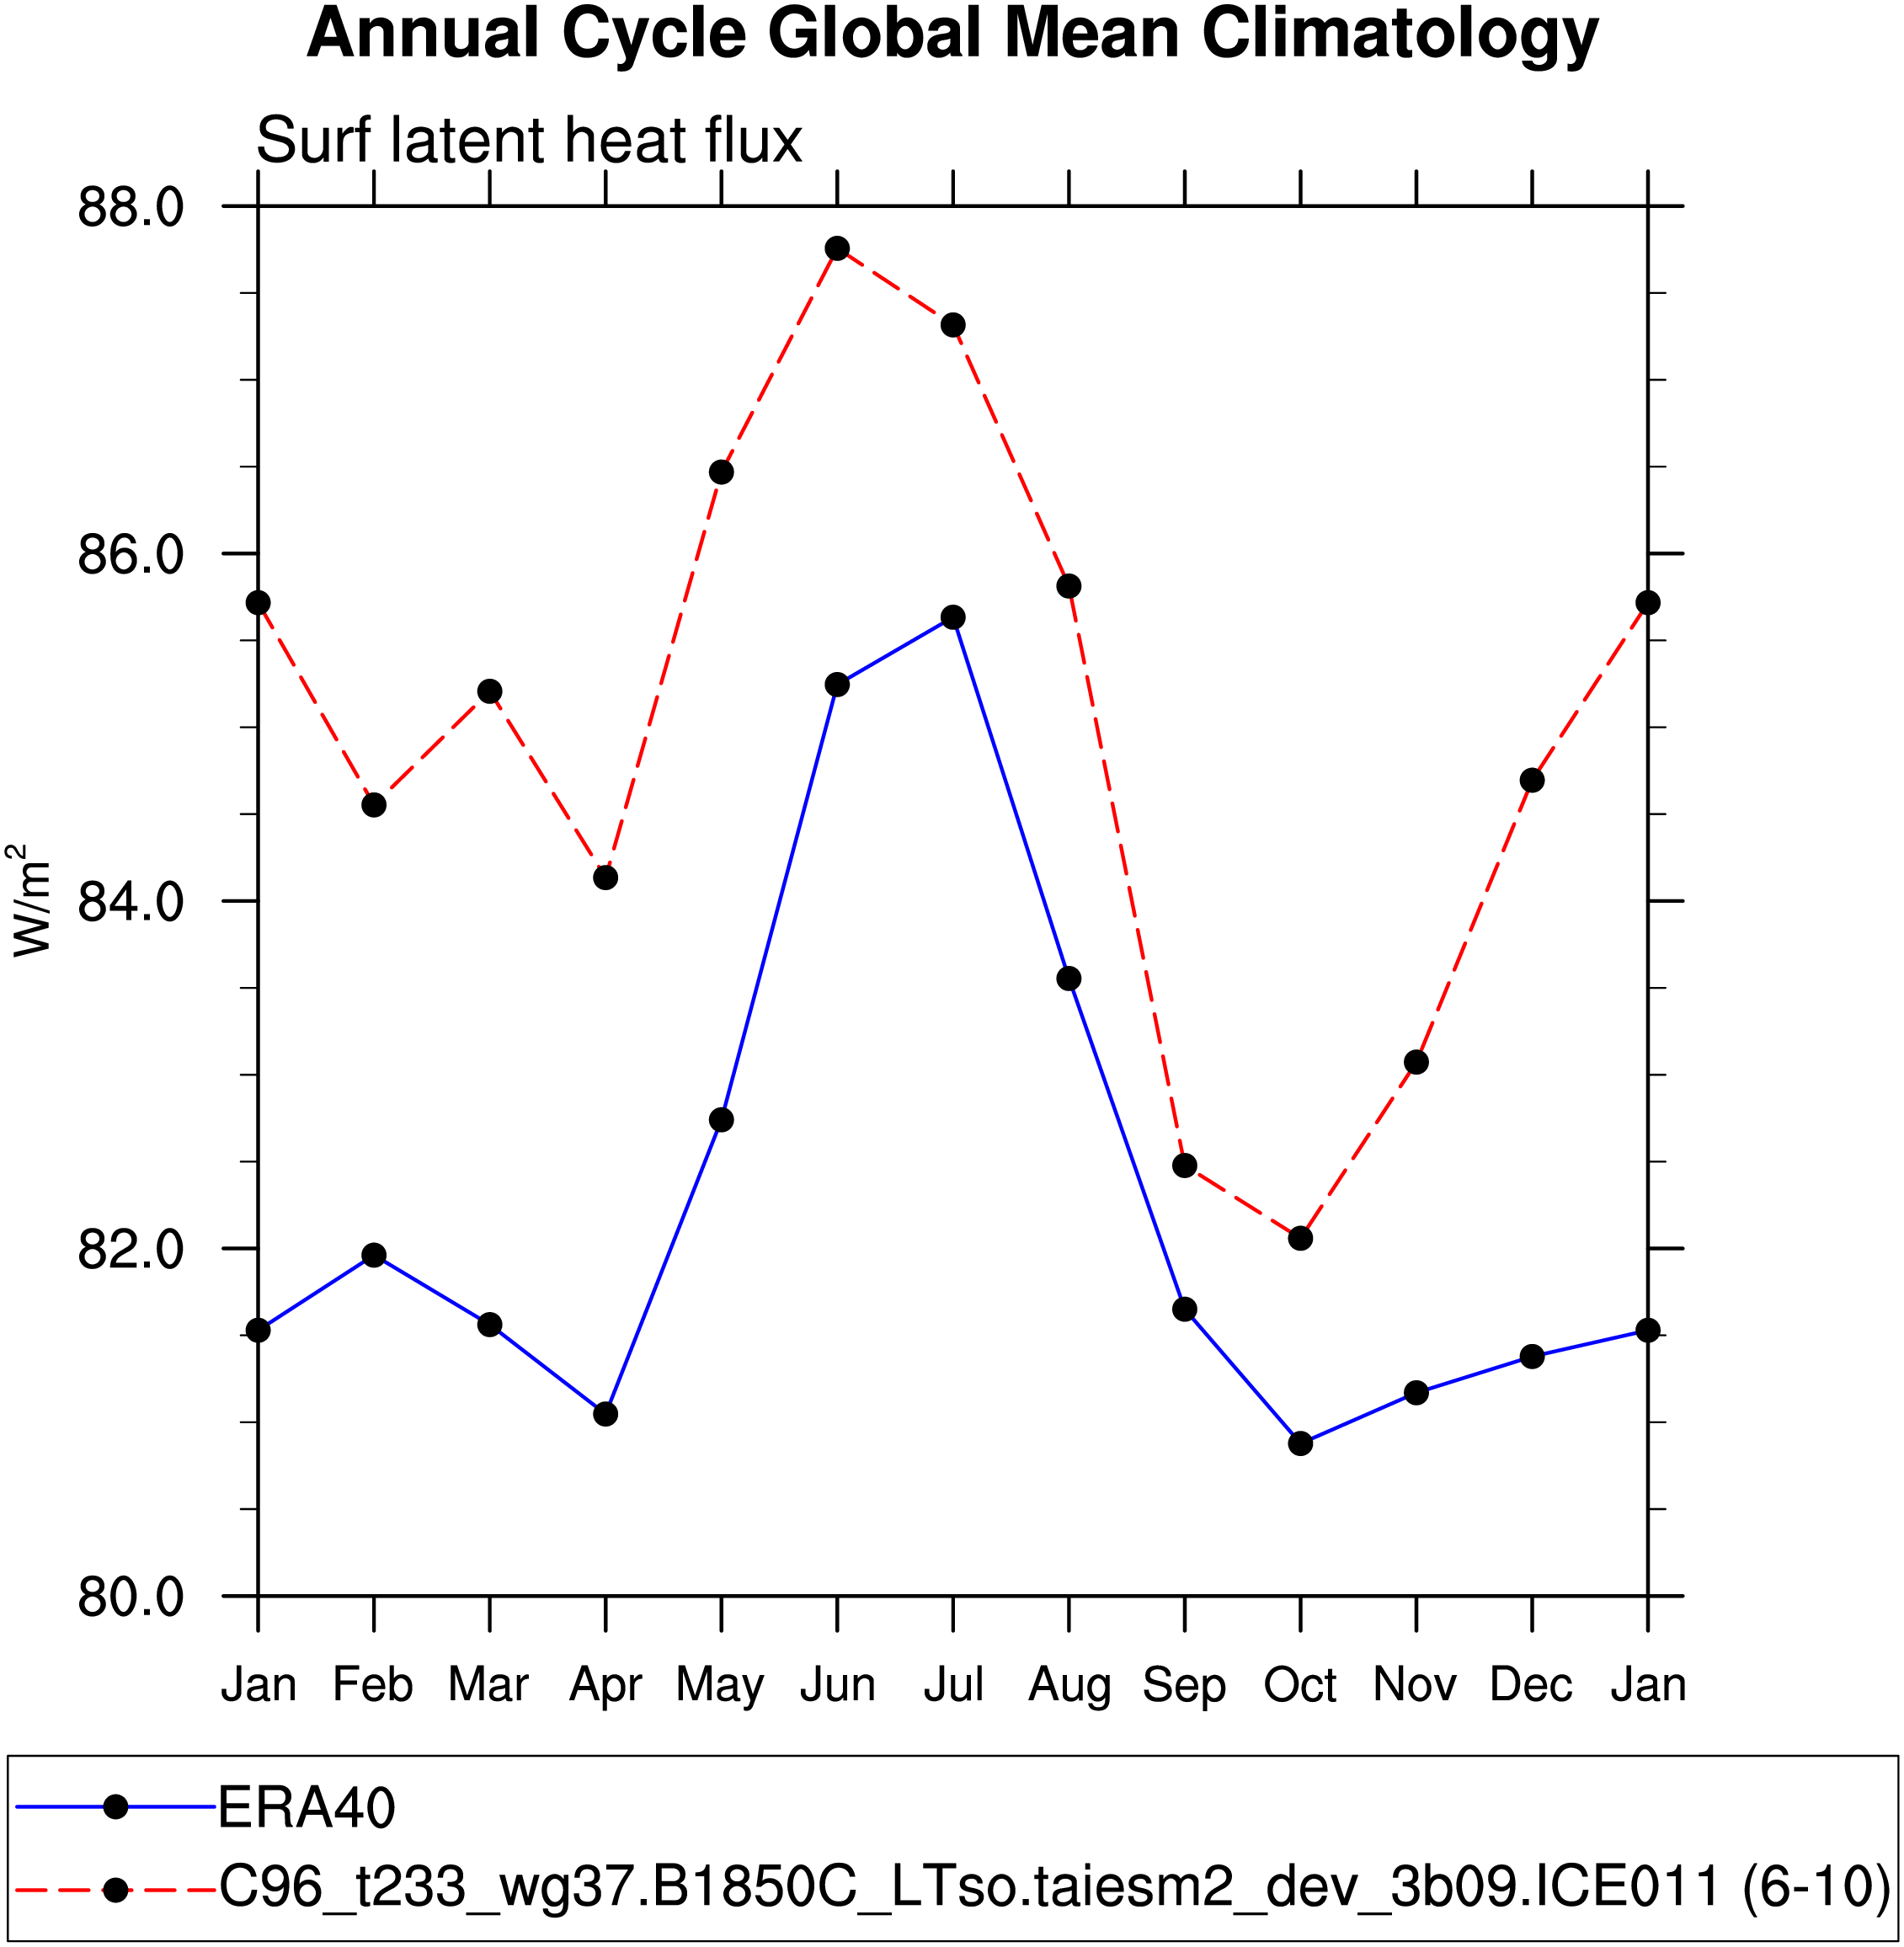 Annual Cycle Global Mean Climatology
Surf latent heat flux
88.0
86.0
84.0
82.0
80.0
W/m²
Jan Feb Mar Apr May Jun Jul Aug Sep Oct Nov Dec Jan
ERA40
C96_t233_wg37.B1850C_LTso.taiesm2_dev_3b09.ICE011 (6-10)